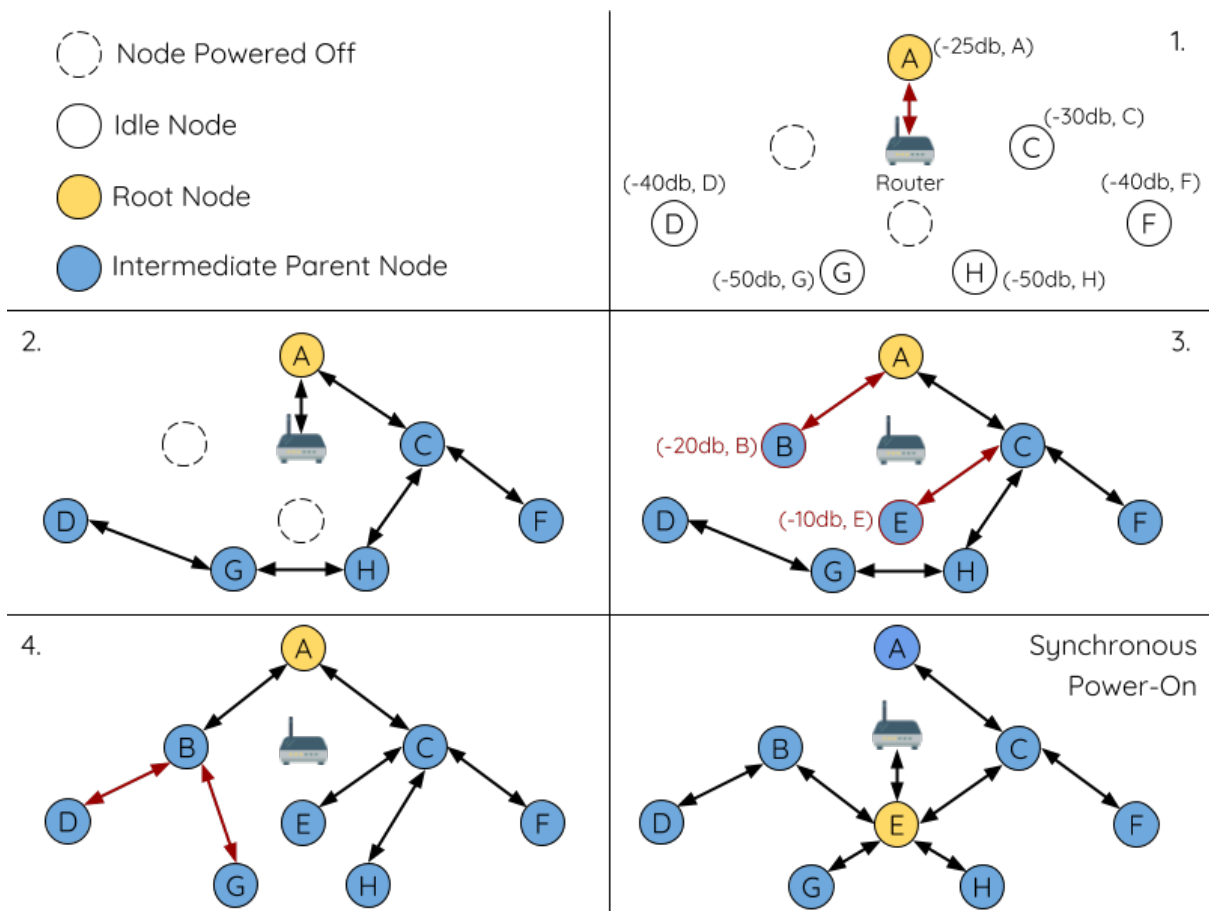 Node Powered Off
Idle Node
Root Node
Intermediate Parent Node
1.
A
(-25db, A)
(-30db, C)
C
Router
(-40db, D)
(-40db, F)
D
F
(-50db, G)
G
H
(-50db, H)
2.
A
C
D
F
G
H
3.
A
B
(-20db, B)
C
D
(-10db, E)
E
F
G
H
4.
A
B
C
D
E
F
G
H
Synchronous
Power-On
A
B
C
D
E
F
G
H